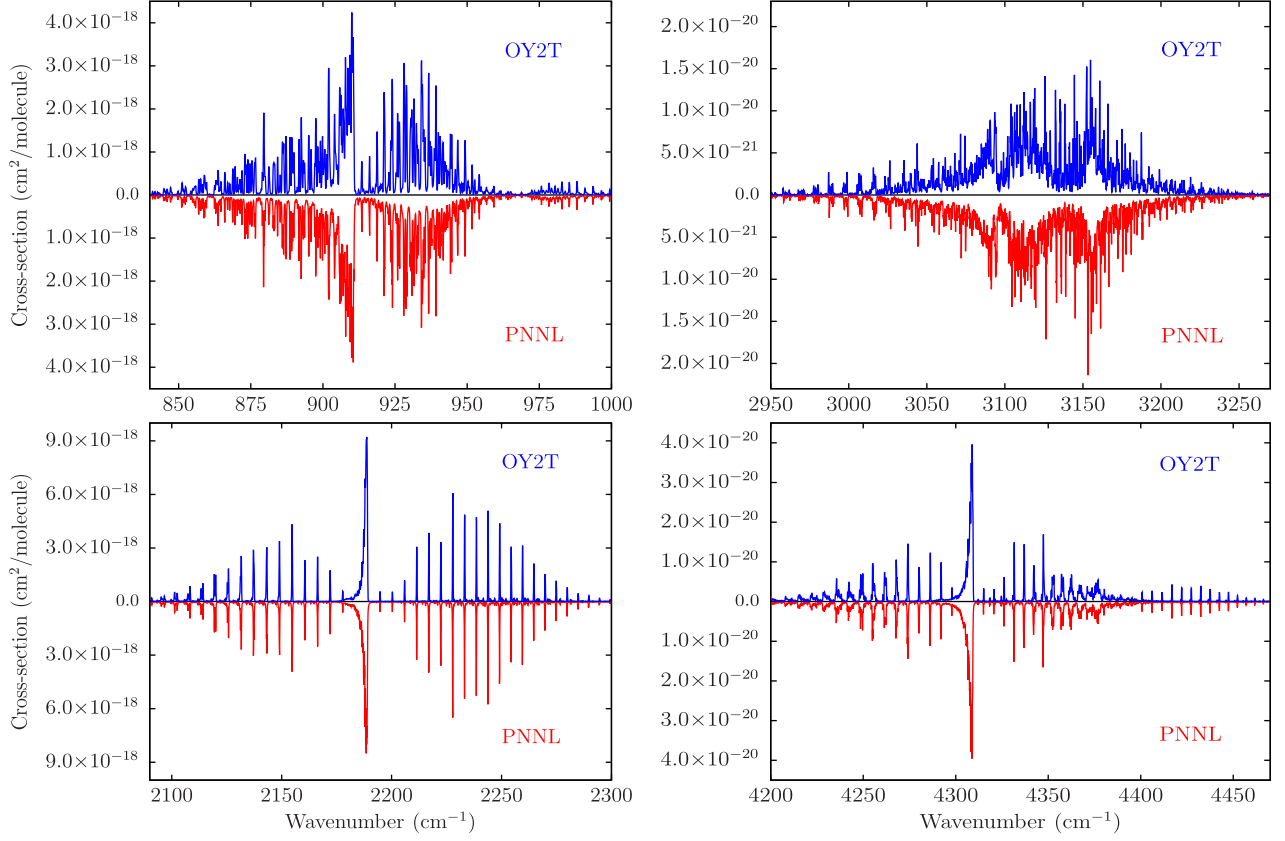 4.0×10⁻¹⁸
3.0×10⁻¹⁸
2.0×10⁻¹⁸
1.0×10⁻¹⁸
0.0
1.0×10⁻¹⁸
2.0×10⁻¹⁸
3.0×10⁻¹⁸
4.0×10⁻¹⁸
Cross-section (cm²/molecule)
OY2T
PNNL
850 875 900 925 950 975 1000
2.0×10⁻²⁰
1.5×10⁻²⁰
1.0×10⁻²⁰
5.0×10⁻²¹
0.0
5.0×10⁻²¹
1.0×10⁻²⁰
1.5×10⁻²⁰
2.0×10⁻²⁰
OY2T
PNNL
2950 3000 3050 3100 3150 3200 3250
9.0×10⁻¹⁸
6.0×10⁻¹⁸
3.0×10⁻¹⁸
0.0
3.0×10⁻¹⁸
6.0×10⁻¹⁸
9.0×10⁻¹⁸
Cross-section (cm²/molecule)
OY2T
PNNL
2100 2150 2200 2250 2300
Wavenumber (cm⁻¹)
4.0×10⁻²⁰
3.0×10⁻²⁰
2.0×10⁻²⁰
1.0×10⁻²⁰
0.0
1.0×10⁻²⁰
2.0×10⁻²⁰
3.0×10⁻²⁰
4.0×10⁻²⁰
OY2T
PNNL
4200 4250 4300 4350 4400 4450
Wavenumber (cm⁻¹)